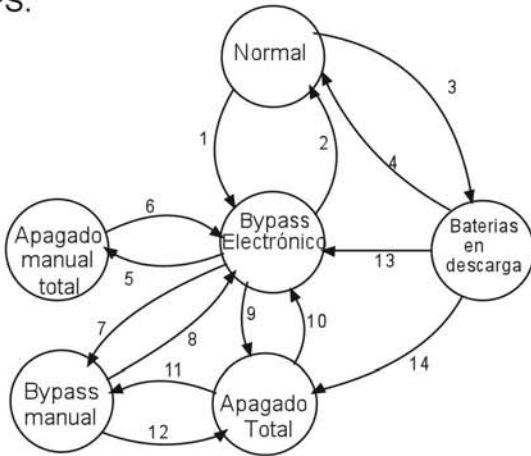 PS.
Normal
3
1
2
4
6
Apagado
manual
total
Bypass
Electrónico
Baterias
en
descarga
5
13
7
8
9
10
14
11
Bypass
manual
Apagado
Total
12